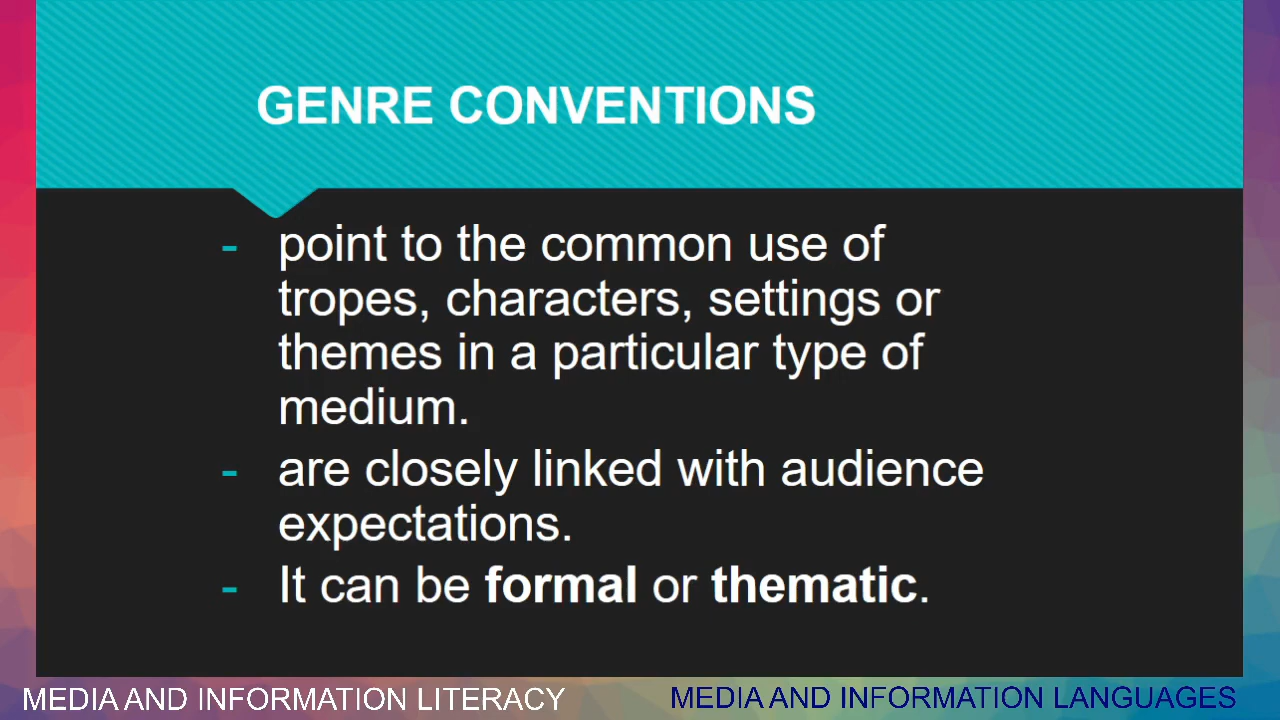 GENRE CONVENTIONS
- point to the common use of
tropes, characters, settings or
themes in a particular type of
medium.
- are closely linked with audience
expectations.
- It can be formal or thematic.
MEDIA AND INFORMATION LITERACY
MEDIA AND INFORMATION LANGUAGES